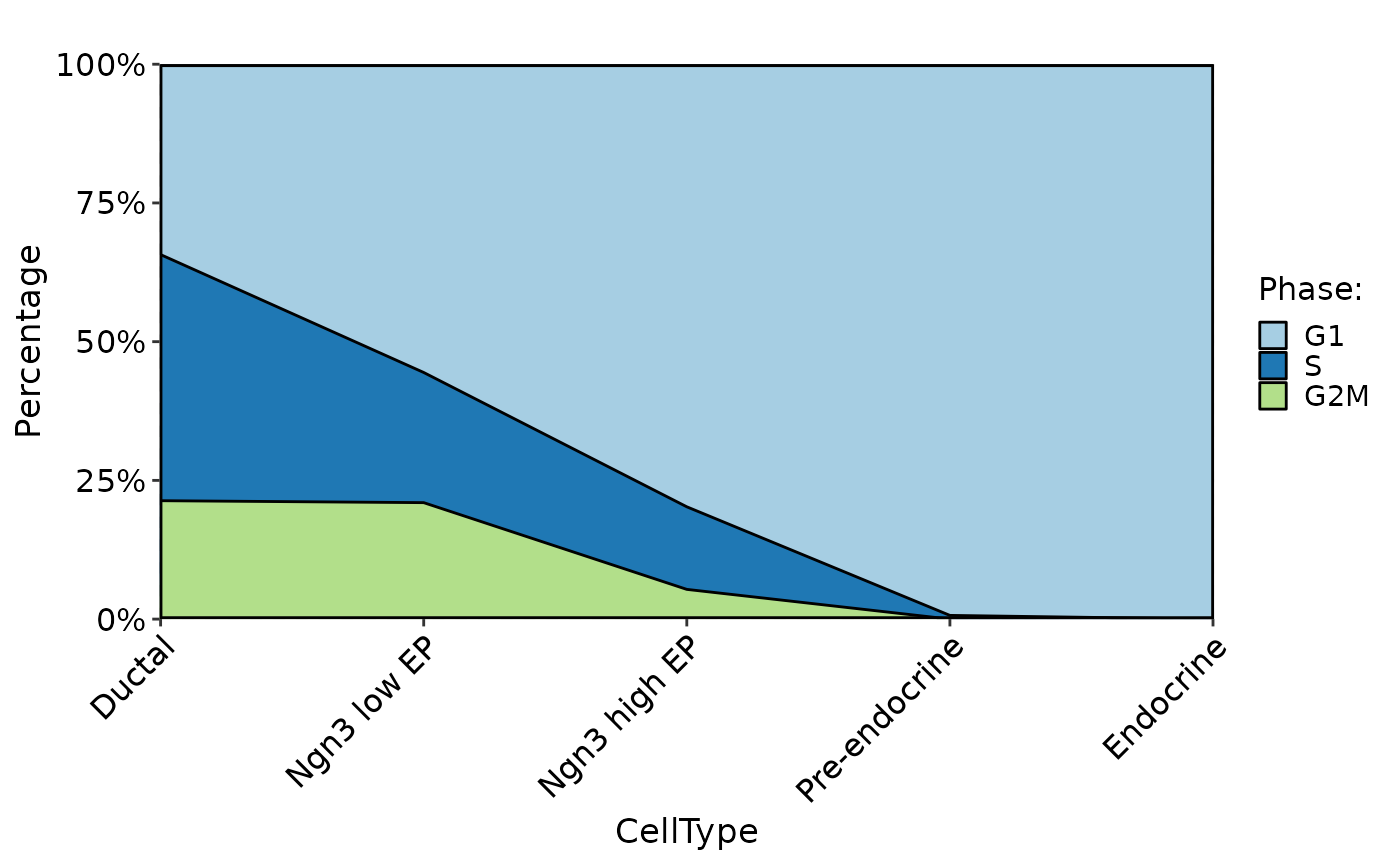 100%
75%
50%
25%
0%
Percentage
Ductal
Ngn3 low EP
Ngn3 high EP
Pre-endocrine
Endocrine
CellType
Phase:
G1
S
G2M